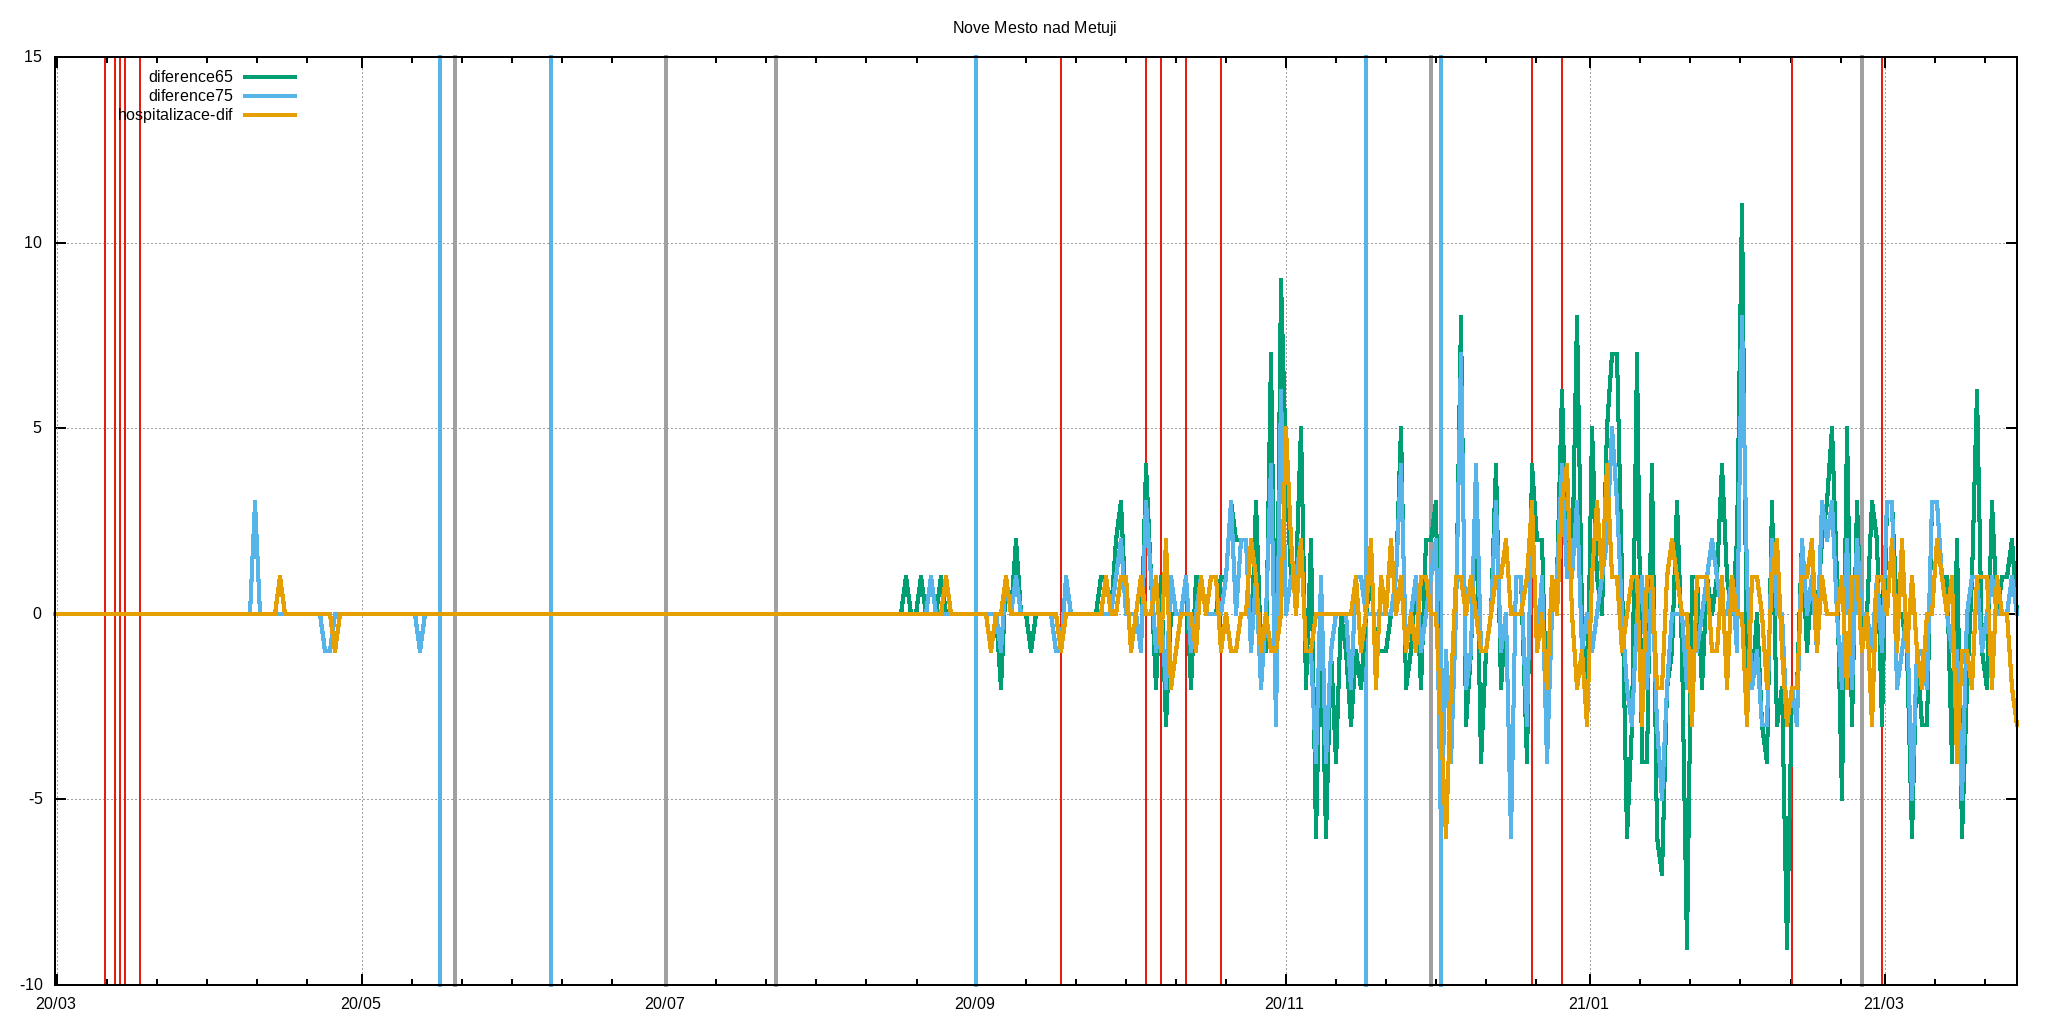 Nove Mesto nad Metuji
15
diference65
diference75
hospitalizace-dif
10
5
0
-5
-10
20/03 20/05 20/07 20/09 20/11 21/01 21/03